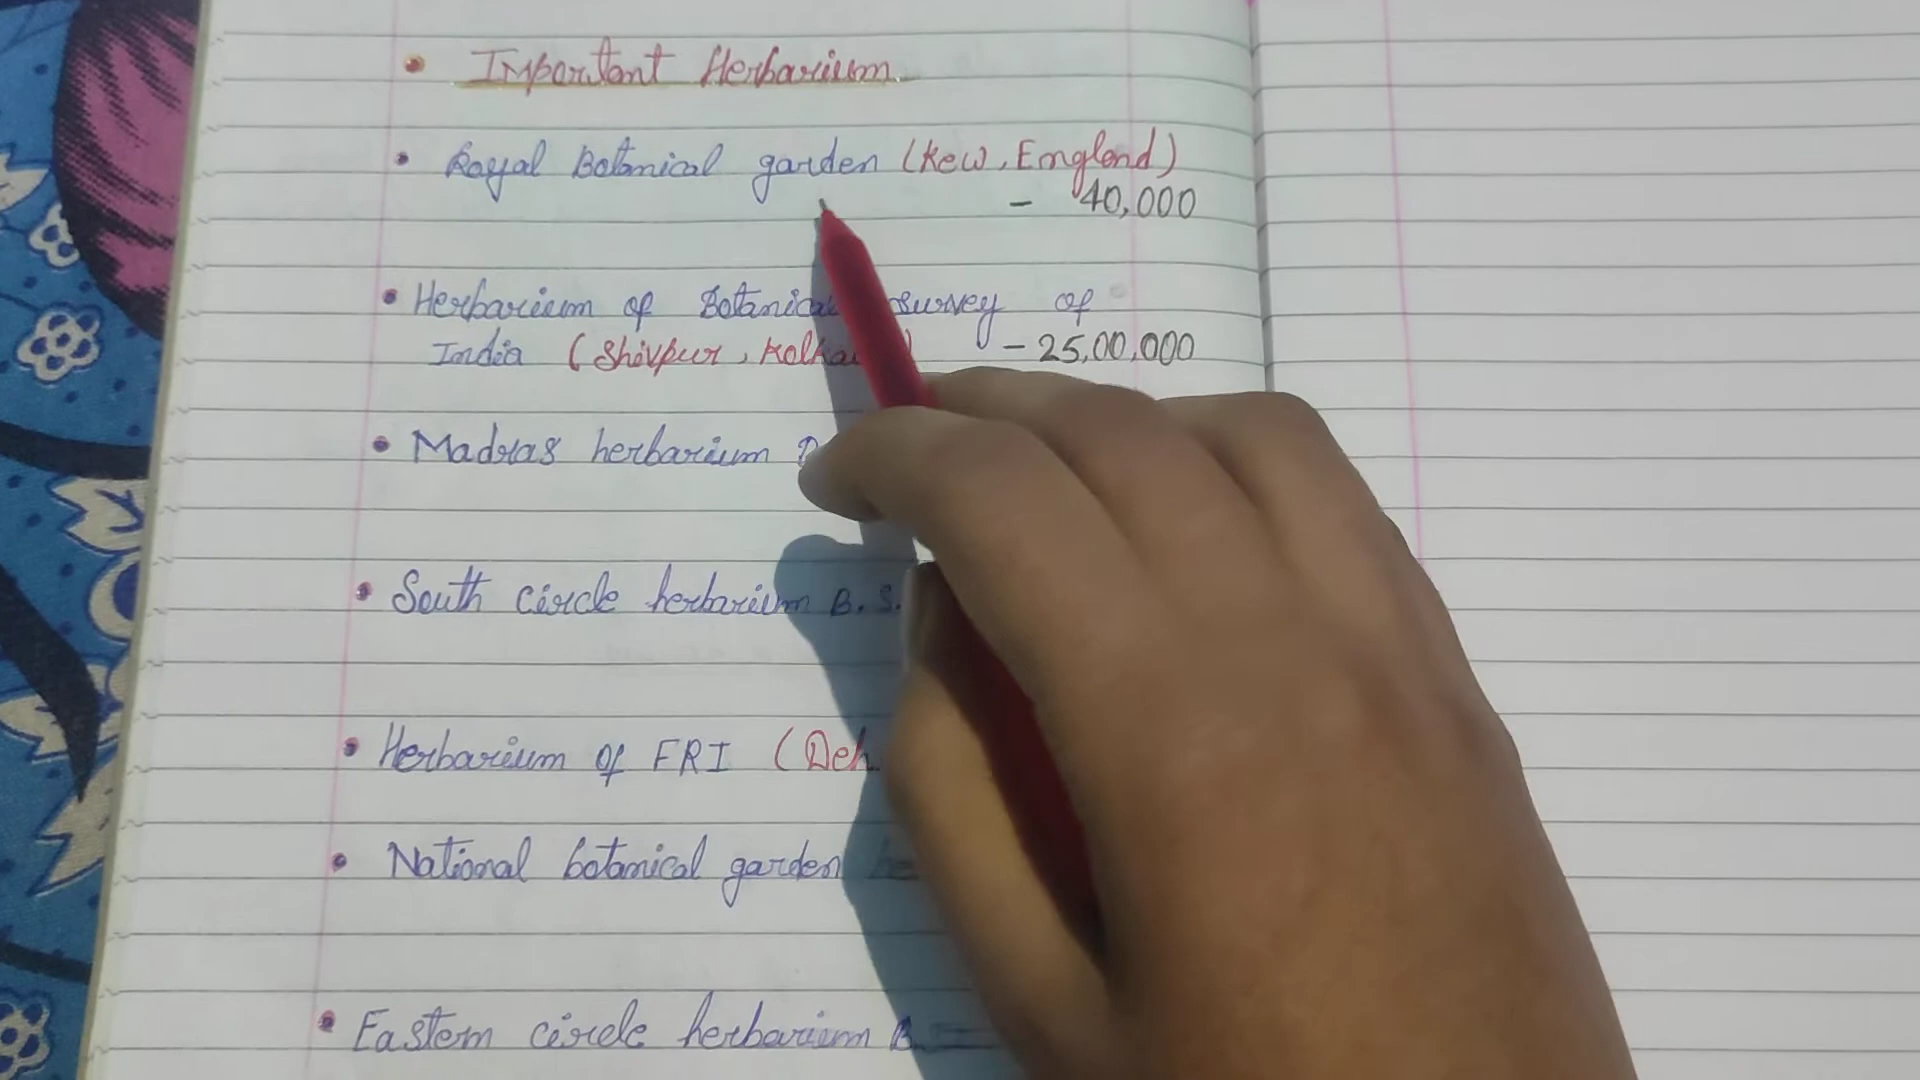 Important Herbarium
Royal Botanical garden (Kew, England)
- 40,000
Herbarium of Botanical survey of
India (Shivpur, Kolka ) - 25,00,000
Madras herbarium
South circle herbarium B. S.
Herbarium of FRI (Deh
National botanical garden he
Eastern circle herbarium B